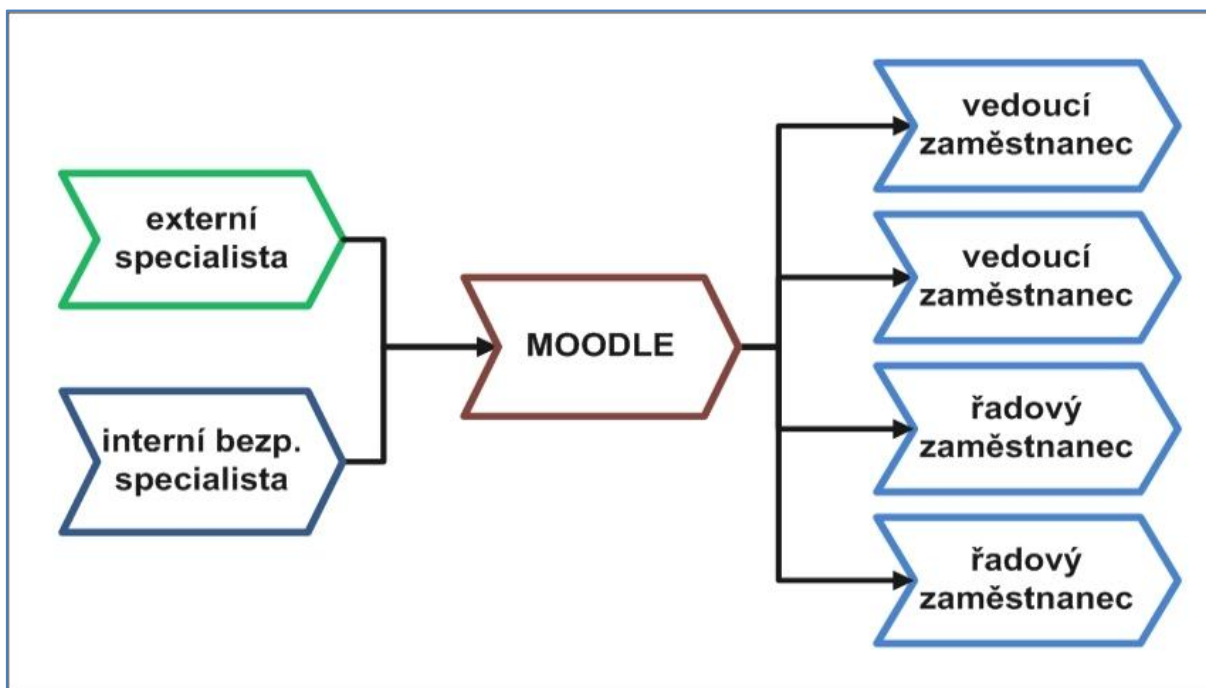 externí
specialista
interní bezp.
specialista
MOODLE
vedoucí
zaměstnanec
vedoucí
zaměstnanec
řadový
zaměstnanec
řadový
zaměstnanec